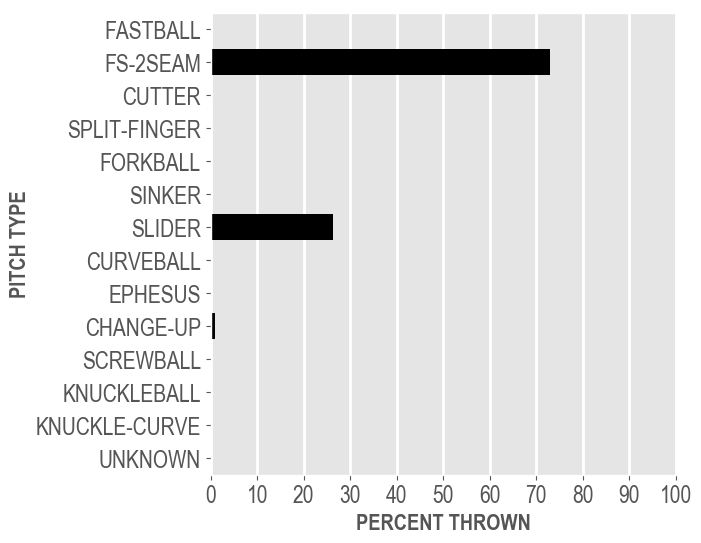 FASTBALL
FS-2SEAM
CUTTER
SPLIT-FINGER
FORKBALL
SINKER
SLIDER
CURVEBALL
EPHESUS
CHANGE-UP
SCREWBALL
KNUCKLEBALL
KNUCKLE-CURVE
UNKNOWN
PITCH TYPE
0 10 20 30 40 50 60 70 80 90 100
PERCENT THROWN